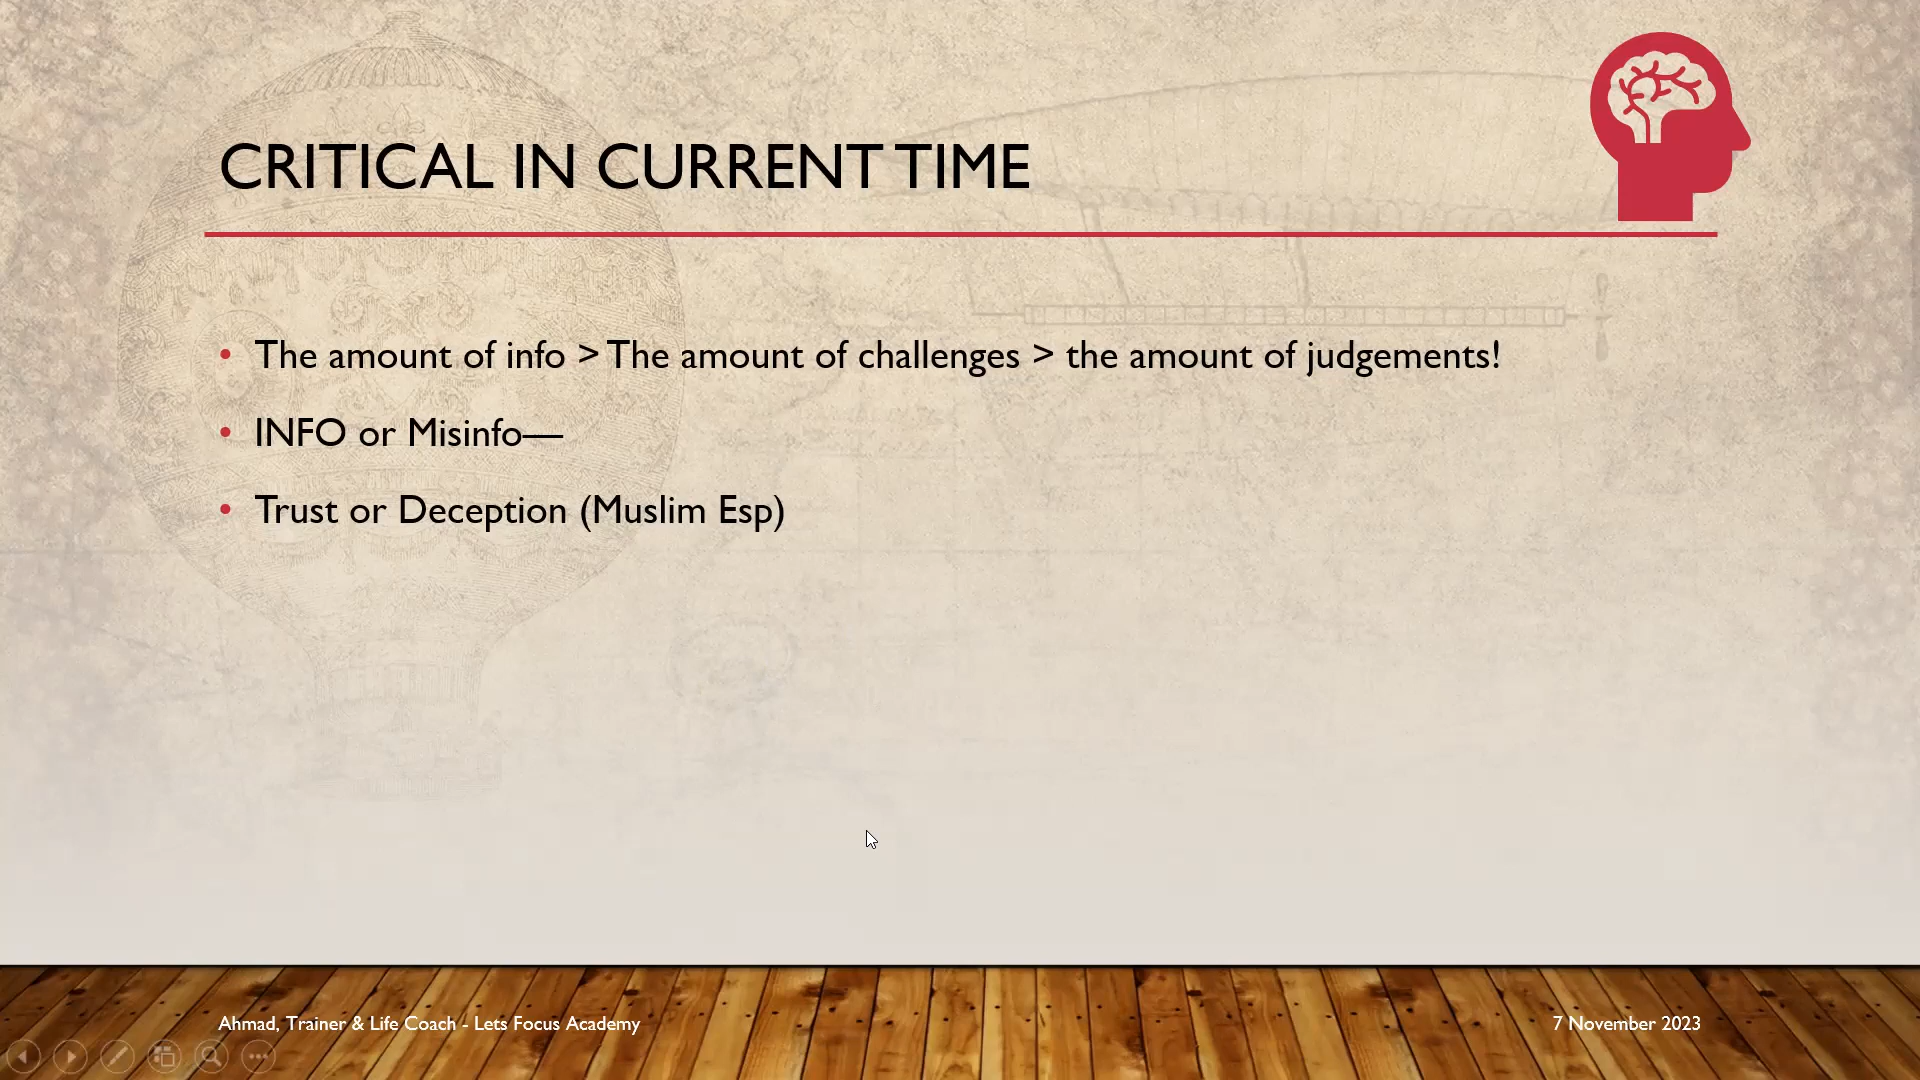 CRITICAL IN CURRENT TIME
• The amount of info > The amount of challenges > the amount of judgements!
• INFO or Misinfo—
• Trust or Deception (Muslim Esp)
Ahmad, Trainer & Life Coach - Lets Focus Academy
7 November 2023